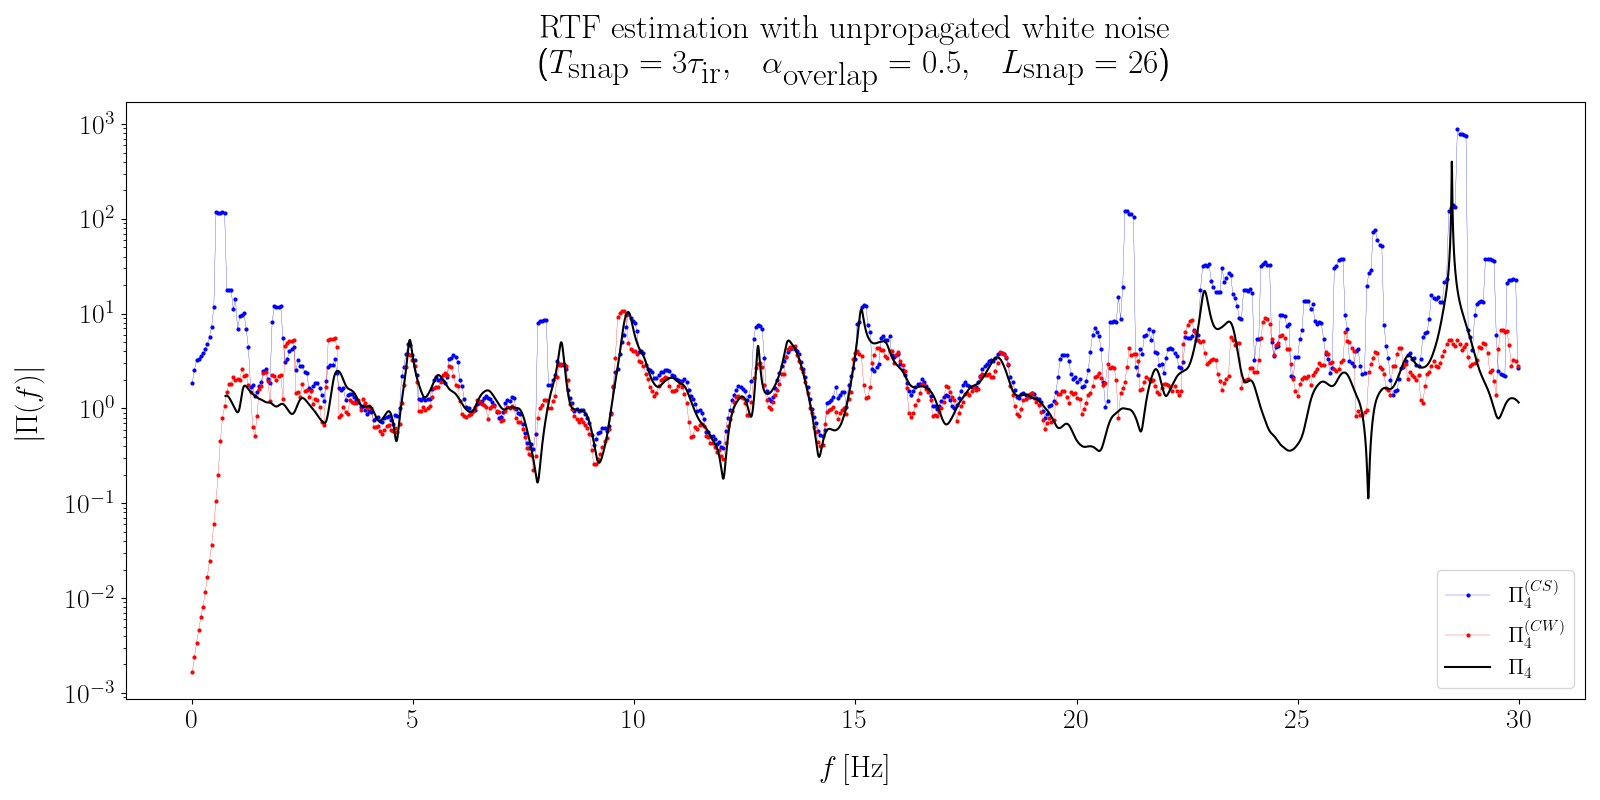 RTF estimation with unpropagated white noise
(T_snap = 3τ_ir, α_overlap = 0.5, L_snap = 26)
|Π(f)|
10³
10²
10¹
10⁰
10⁻¹
10⁻²
10⁻³
0 5 10 15 20 25 30
f [Hz]
Π₄^(CS)
Π₄^(CW)
Π₄